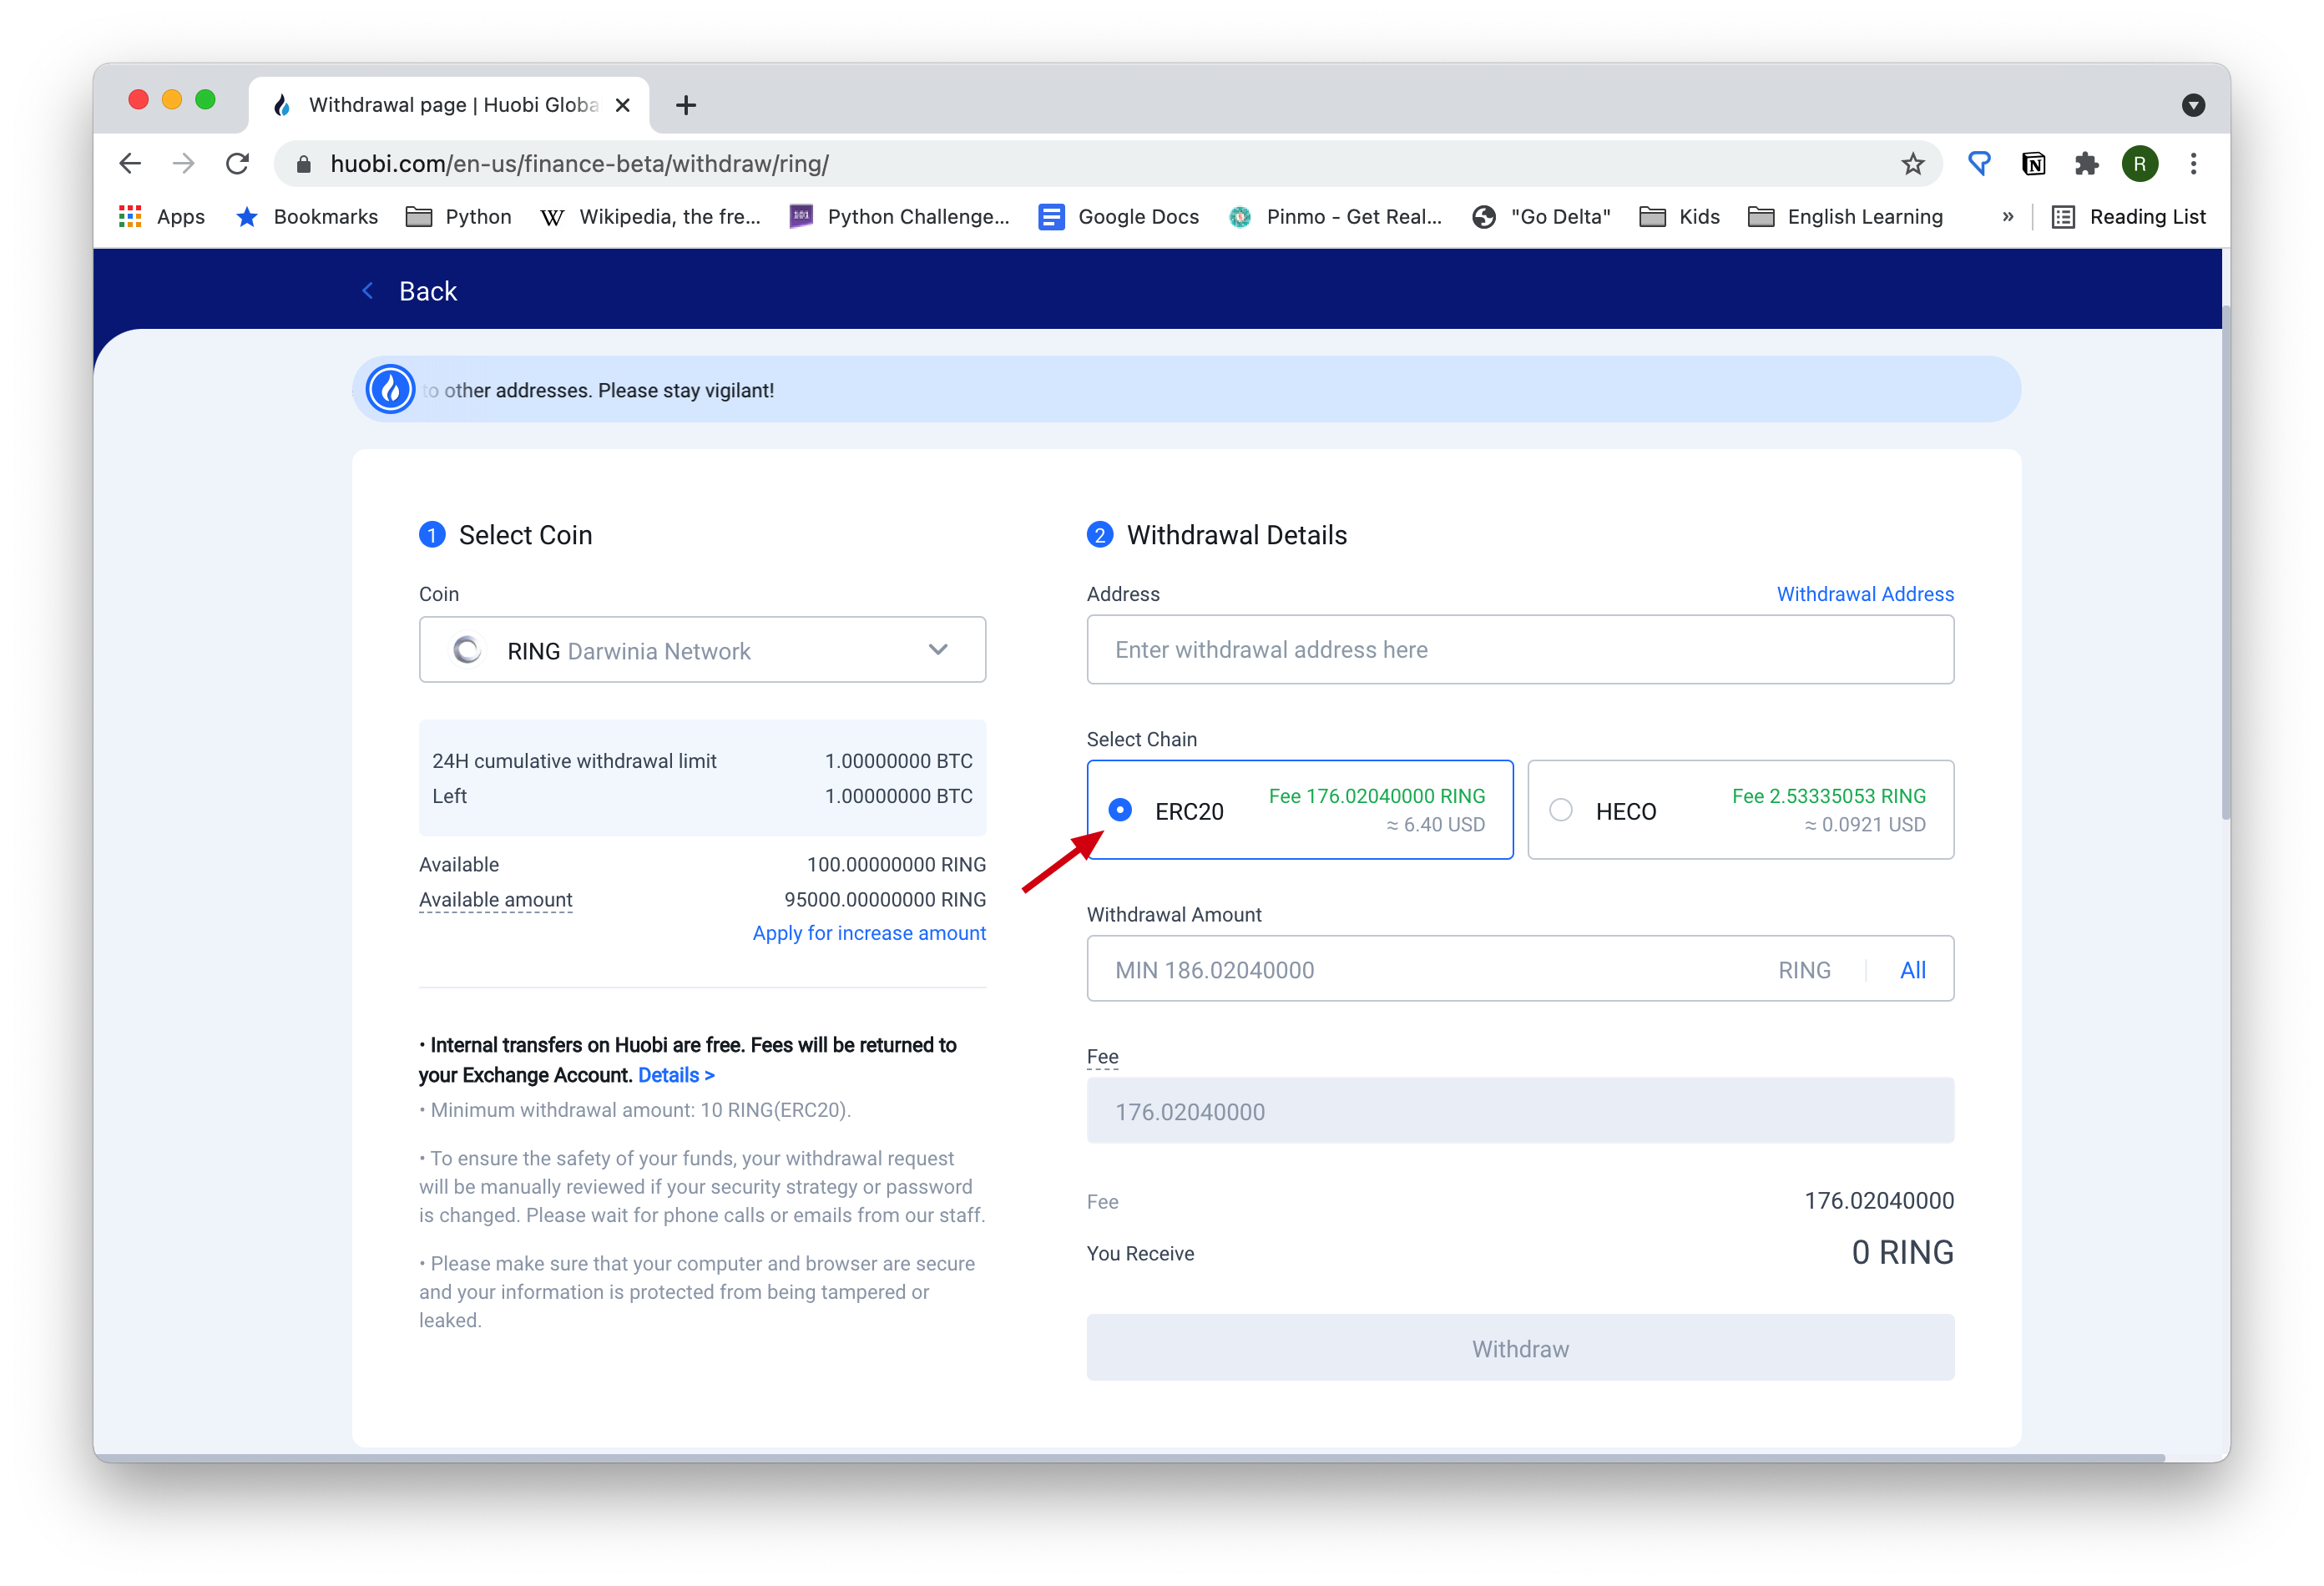 Withdrawal page | Huobi Globa
huobi.com/en-us/finance-beta/withdraw/ring/
R
Apps Bookmarks Python Wikipedia, the fre... Python Challenge... Google Docs Pinmo - Get Real... "Go Delta" Kids English Learning » Reading List
Back
to other addresses. Please stay vigilant!
1 Select Coin
Coin
RING Darwinia Network
24H cumulative withdrawal limit 1.00000000 BTC
Left 1.00000000 BTC
Available 100.00000000 RING
Available amount 95000.00000000 RING
Apply for increase amount
• Internal transfers on Huobi are free. Fees will be returned to
your Exchange Account. Details >
• Minimum withdrawal amount: 10 RING(ERC20).
• To ensure the safety of your funds, your withdrawal request
will be manually reviewed if your security strategy or password
is changed. Please wait for phone calls or emails from our staff.
• Please make sure that your computer and browser are secure
and your information is protected from being tampered or
leaked.
2 Withdrawal Details
Address Withdrawal Address
Enter withdrawal address here
Select Chain
ERC20 Fee 176.02040000 RING
≈ 6.40 USD
HECO Fee 2.53335053 RING
≈ 0.0921 USD
Withdrawal Amount
MIN 186.02040000 RING All
Fee
176.02040000
Fee 176.02040000
You Receive 0 RING
Withdraw